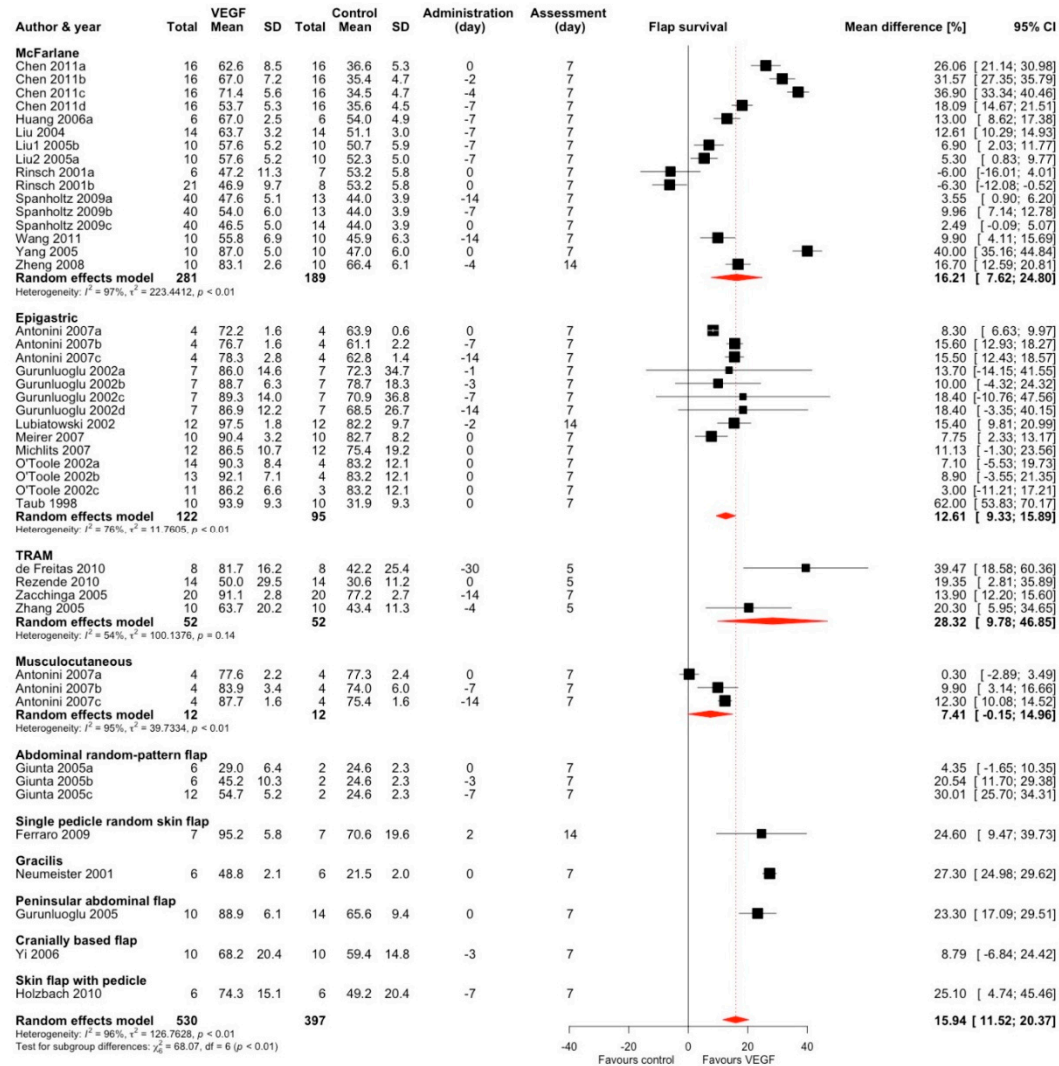 VEGF Control Administration Assessment
Author & year Total Mean SD Total Mean SD (day) (day) Flap survival Mean difference [%] 95% CI
McFarlane
Chen 2011a 16 62.6 8.5 16 36.6 5.3 0 7 26.06 [ 21.14; 30.98]
Chen 2011b 16 67.0 7.2 16 35.4 4.7 -2 7 31.57 [ 27.35; 35.79]
Chen 2011c 16 71.4 5.6 16 34.5 4.7 -4 7 36.90 [ 33.34; 40.46]
Chen 2011d 16 53.7 5.3 16 35.6 4.5 -7 7 18.09 [ 14.67; 21.51]
Huang 2006a 6 67.0 2.5 6 54.0 4.9 -7 7 13.00 [ 8.62; 17.38]
Liu 2004 14 63.7 3.2 14 51.1 3.0 -7 7 12.61 [ 10.29; 14.93]
Liu1 2005b 10 57.6 5.2 10 50.7 5.9 -7 7 6.90 [ 2.03; 11.77]
Liu2 2005a 10 57.6 5.2 10 52.3 5.0 -7 7 5.30 [ 0.83; 9.77]
Rinsch 2001a 6 47.2 11.3 7 53.2 5.8 0 7 -6.00 [-16.01; 4.01]
Rinsch 2001b 21 46.9 9.7 8 53.2 5.8 0 7 -6.30 [-12.08; -0.52]
Spanholtz 2009a 40 47.6 5.1 13 44.0 3.9 -14 7 3.55 [ 0.90; 6.20]
Spanholtz 2009b 40 54.0 6.0 13 44.0 3.9 -7 7 9.96 [ 7.14; 12.78]
Spanholtz 2009c 40 46.5 5.0 14 44.0 3.9 0 7 2.49 [ -0.09; 5.07]
Wang 2011 10 55.8 6.9 10 45.9 6.3 -14 7 9.90 [ 4.11; 15.69]
Yang 2005 10 87.0 5.0 10 47.0 6.0 0 7 40.00 [ 35.16; 44.84]
Zheng 2008 10 83.1 2.6 10 66.4 6.1 -4 14 16.70 [ 12.59; 20.81]
Random effects model 281 189 16.21 [ 7.62; 24.80]
Heterogeneity: I² = 97%, τ² = 223.4412, p < 0.01
Epigastric
Antonini 2007a 4 72.2 1.6 4 63.9 0.6 0 7 8.30 [ 6.63; 9.97]
Antonini 2007b 4 76.7 1.6 4 61.1 2.2 -7 7 15.60 [ 12.93; 18.27]
Antonini 2007c 4 78.3 2.8 4 62.8 1.4 -14 7 15.50 [ 12.43; 18.57]
Gurunluoglu 2002a 7 86.0 14.6 7 72.3 34.7 -1 7 13.70 [-14.15; 41.55]
Gurunluoglu 2002b 7 88.7 6.3 7 78.7 18.3 -3 7 10.00 [ -4.32; 24.32]
Gurunluoglu 2002c 7 89.3 14.0 7 70.9 36.8 -7 7 18.40 [-10.76; 47.56]
Gurunluoglu 2002d 7 86.9 12.2 7 68.5 26.7 -14 7 18.40 [ -3.35; 40.15]
Lubiatowski 2002 12 97.5 1.8 12 82.2 9.7 -2 14 15.40 [ 9.81; 20.99]
Meirer 2007 10 90.4 3.2 10 82.7 8.2 0 7 7.75 [ 2.33; 13.17]
Michlits 2007 12 86.5 10.7 12 75.4 19.2 0 7 11.13 [ -1.30; 23.56]
O'Toole 2002a 14 90.3 8.4 4 83.2 12.1 0 7 7.10 [ -5.53; 19.73]
O'Toole 2002b 13 92.1 7.1 4 83.2 12.1 0 7 8.90 [ -3.55; 21.35]
O'Toole 2002c 11 86.2 6.6 3 83.2 12.1 0 7 3.00 [-11.21; 17.21]
Taub 1998 10 93.9 9.3 10 31.9 9.3 0 7 62.00 [ 53.83; 70.17]
Random effects model 122 95 12.61 [ 9.33; 15.89]
Heterogeneity: I² = 76%, τ² = 11.7605, p < 0.01
TRAM
de Freitas 2010 8 81.7 16.2 8 42.2 25.4 -30 5 39.47 [ 18.58; 60.36]
Rezende 2010 14 50.0 29.5 14 30.6 11.2 0 5 19.35 [ 2.81; 35.89]
Zacchinga 2005 20 91.1 2.8 20 77.2 2.7 -14 7 13.90 [ 12.20; 15.60]
Zhang 2005 10 63.7 20.2 10 43.4 11.3 -4 5 20.30 [ 5.95; 34.65]
Random effects model 52 52 28.32 [ 9.78; 46.85]
Heterogeneity: I² = 54%, τ² = 100.1376, p = 0.14
Musculocutaneous
Antonini 2007a 4 77.6 2.2 4 77.3 2.4 0 7 0.30 [ -2.89; 3.49]
Antonini 2007b 4 83.9 3.4 4 74.0 6.0 -7 7 9.90 [ 3.14; 16.66]
Antonini 2007c 4 87.7 1.6 4 75.4 1.6 -14 7 12.30 [ 10.08; 14.52]
Random effects model 12 12 7.41 [ -0.15; 14.96]
Heterogeneity: I² = 95%, τ² = 39.7334, p < 0.01
Abdominal random-pattern flap
Giunta 2005a 6 29.0 6.4 2 24.6 2.3 0 7 4.35 [ -1.65; 10.35]
Giunta 2005b 6 45.2 10.3 2 24.6 2.3 -3 7 20.54 [ 11.70; 29.38]
Giunta 2005c 12 54.7 5.2 2 24.6 2.3 -7 7 30.01 [ 25.70; 34.31]
Single pedicle random skin flap
Ferraro 2009 7 95.2 5.8 7 70.6 19.6 2 14 24.60 [ 9.47; 39.73]
Gracilis
Neumeister 2001 6 48.8 2.1 6 21.5 2.0 0 7 27.30 [ 24.98; 29.62]
Peninsular abdominal flap
Gurunluoglu 2005 10 88.9 6.1 14 65.6 9.4 0 7 23.30 [ 17.09; 29.51]
Cranially based flap
Yi 2006 10 68.2 20.4 10 59.4 14.8 -3 7 8.79 [ -6.84; 24.42]
Skin flap with pedicle
Holzbach 2010 6 74.3 15.1 6 49.2 20.4 -7 7 25.10 [ 4.74; 45.46]
Random effects model 530 397 15.94 [ 11.52; 20.37]
Heterogeneity: I² = 96%, τ² = 126.7628, p < 0.01
Test for subgroup differences: χ²₆ = 68.07, df = 6 (p < 0.01)
-40 -20 0 20 40
Favours control Favours VEGF